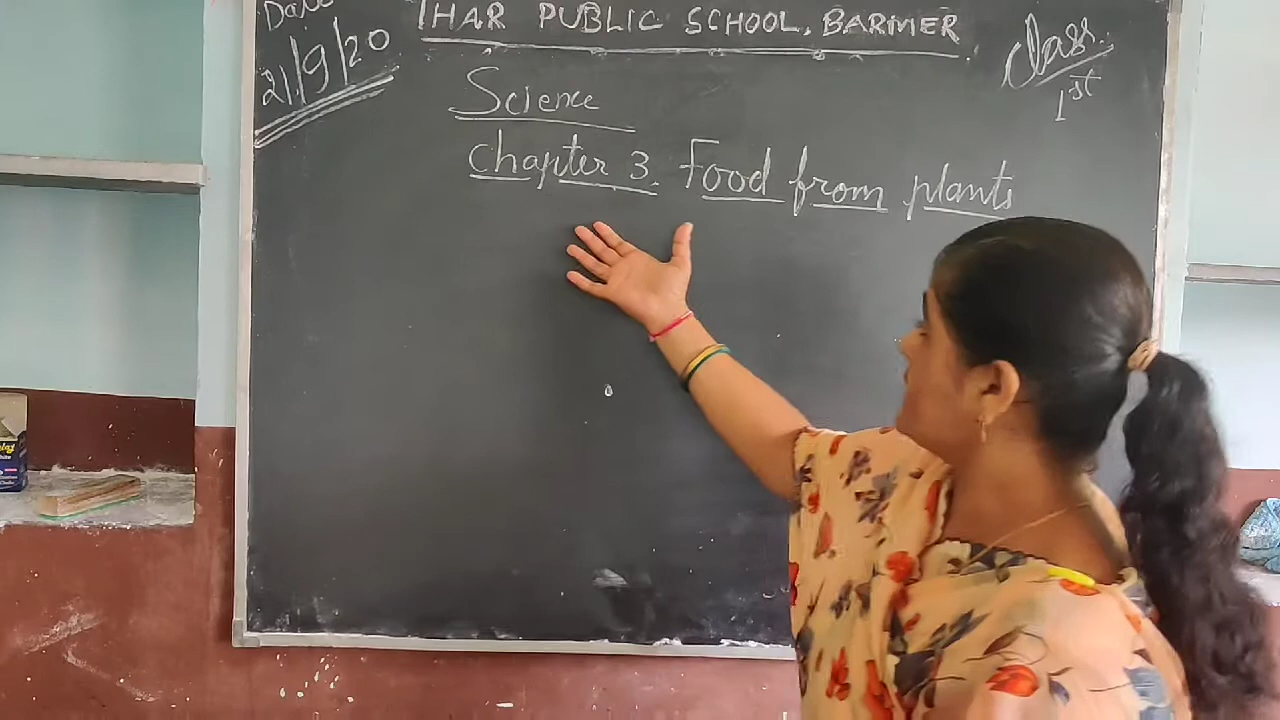 Date
21/9/20
THAR PUBLIC SCHOOL, BARMER
Class
1st
Science
Chapter 3. Food from plants